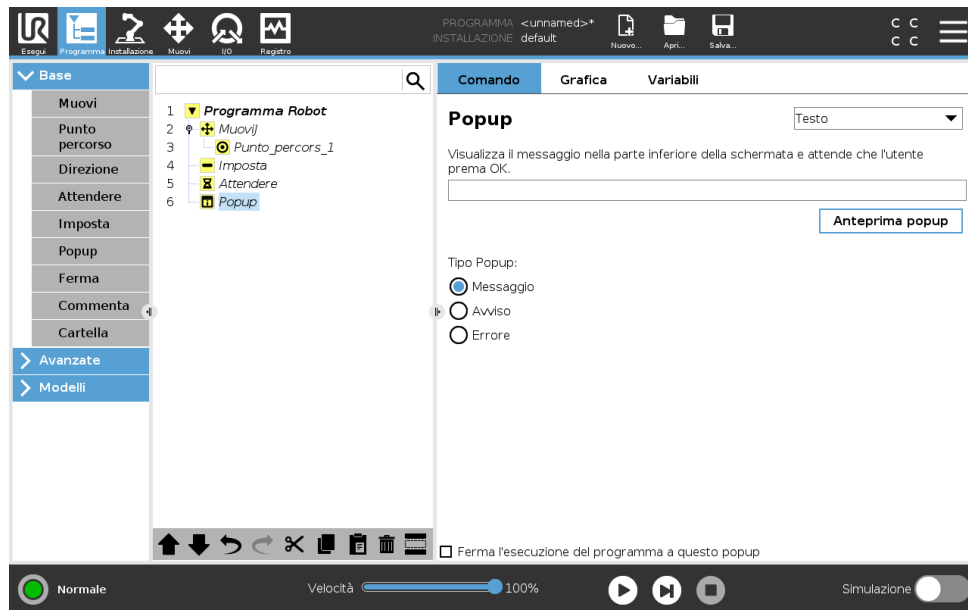 UR
Esegui
Programma
Installazione
Muovi
I/O
Registro
PROGRAMMA <unnamed>*
INSTALLAZIONE default
Nuovo...
Apri...
Salva...
C C
C C
Base
Muovi
Punto
percorso
Direzione
Attendere
Imposta
Popup
Ferma
Commenta
Cartella
Avanzate
Modelli
1 Programma Robot
2 MuoviJ
3 Punto_percors_1
4 Imposta
5 Attendere
6 Popup
Comando Grafica Variabili
Popup
Testo
Visualizza il messaggio nella parte inferiore della schermata e attende che l'utente
prema OK.
Anteprima popup
Tipo Popup:
Messaggio
Avviso
Errore
Ferma l'esecuzione del programma a questo popup
Normale
Velocità 100%
Simulazione